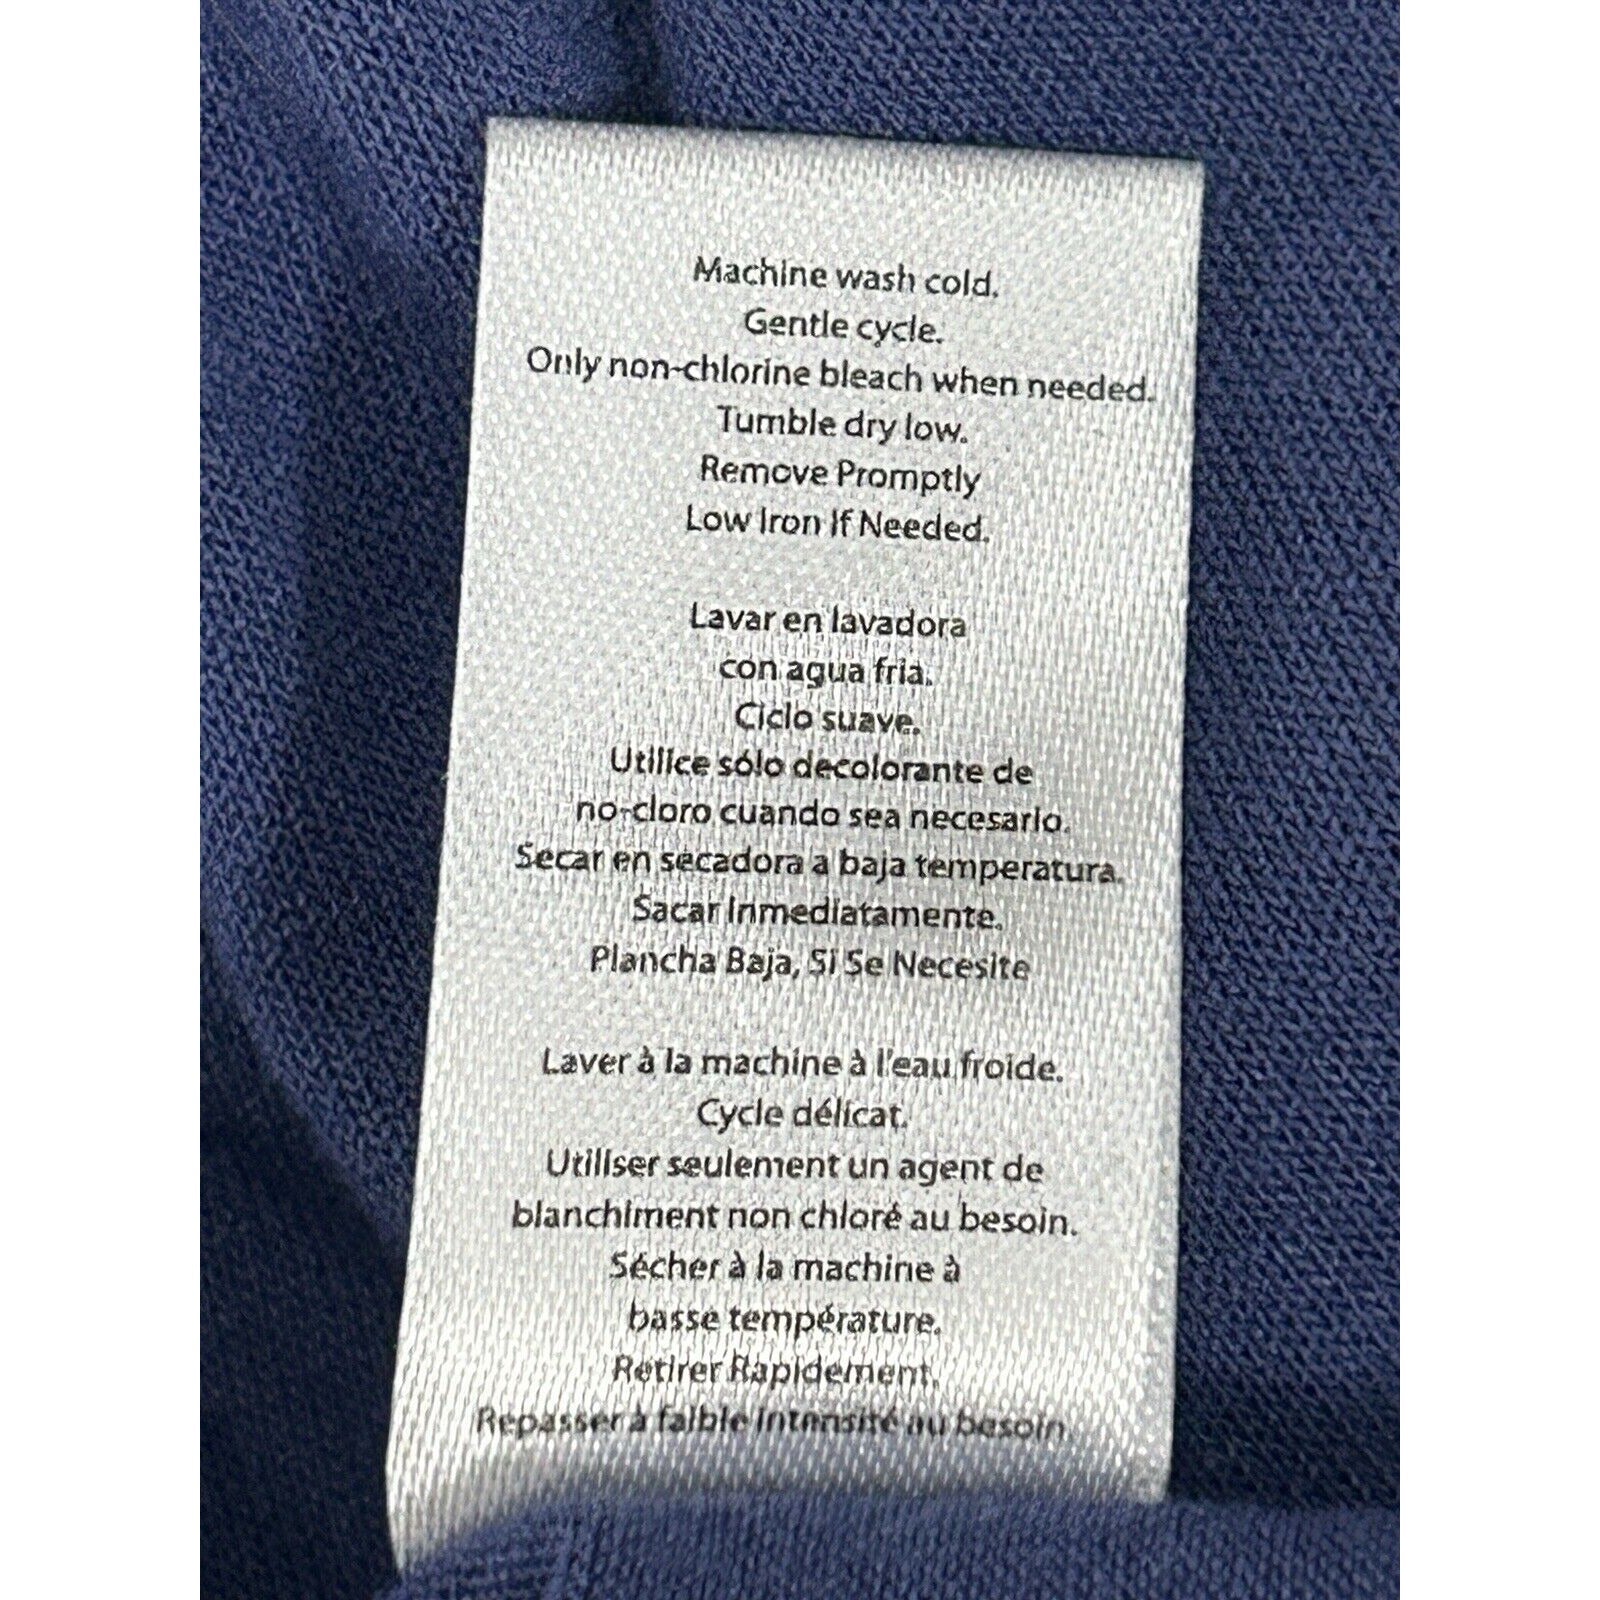 Machine wash cold.
Gentle cycle.
Only non-chlorine bleach when needed.
Tumble dry low.
Remove Promptly
Low Iron If Needed.
Lavar en lavadora
con agua fria.
Ciclo suave.
Utilice sólo decolorante de
no-cloro cuando sea necesario.
Secar en secadora a baja temperatura.
Sacar Inmediatamente.
Plancha Baja, Si Se Necesite
Laver à la machine à l'eau froide.
Cycle délicat.
Utiliser seulement un agent de
blanchiment non chloré au besoin.
Sécher à la machine à
basse température.
Retirer Rapidement.
Repasser à faible intensité au besoin.